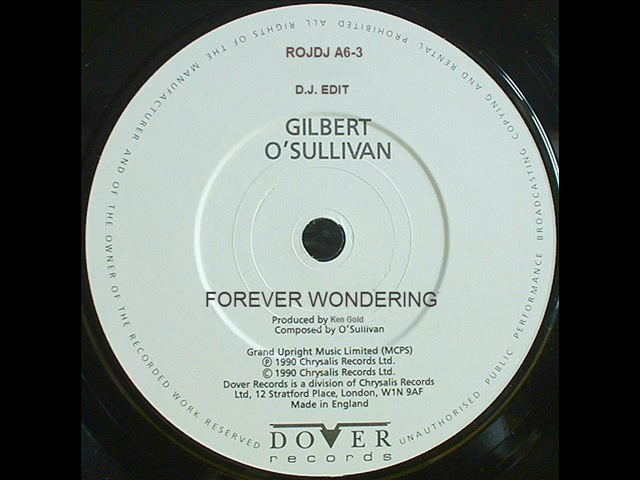 ROJDJ A6-3
D.J. EDIT
GILBERT
O'SULLIVAN
FOREVER WONDERING
Produced by Ken Gold
Composed by O'Sullivan
Grand Upright Music Limited (MCPS)
Ⓟ 1990 Chrysalis Records Ltd.
© 1990 Chrysalis Records Ltd.
Dover Records is a division of Chrysalis Records
Ltd, 12 Stratford Place, London, W1N 9AF
Made in England
DOVER
records
ALL RIGHTS OF THE MANUFACTURER AND OF THE OWNER OF THE RECORDED WORK RESERVED
UNAUTHORISED PUBLIC PERFORMANCE BROADCASTING COPYING AND RENTAL PROHIBITED